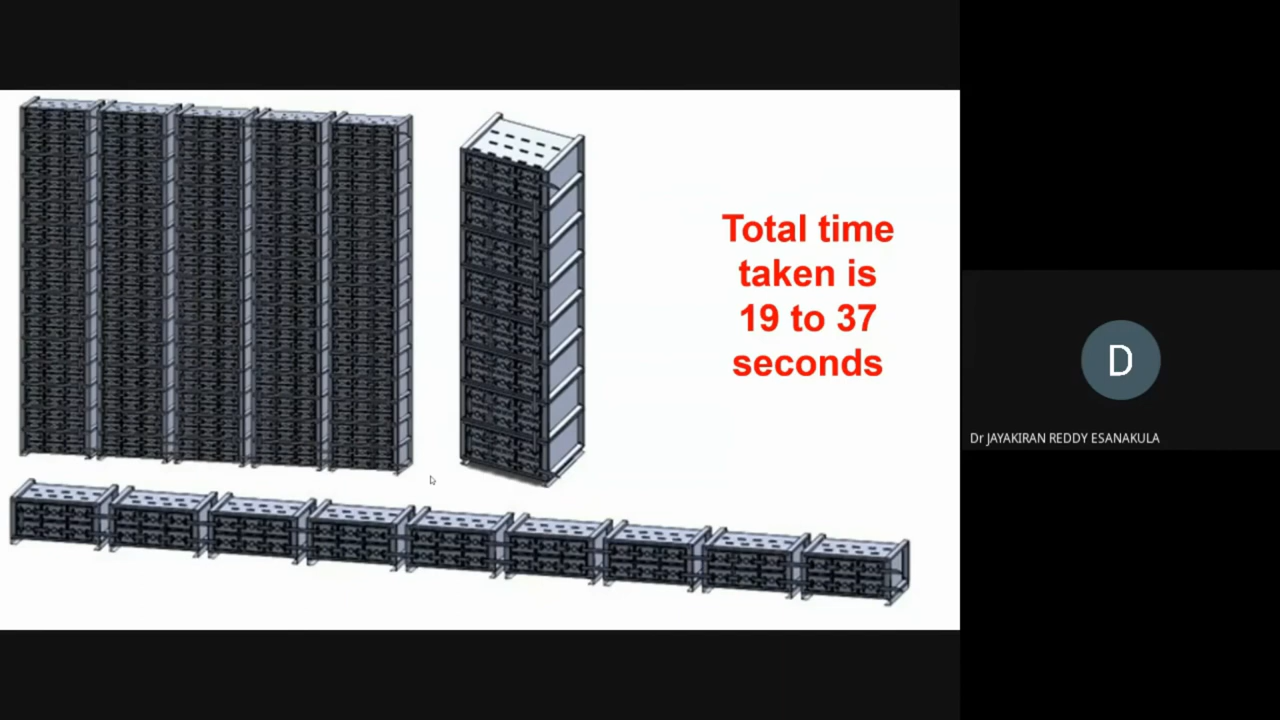 Total time
taken is
19 to 37
seconds
D
Dr JAYAKIRAN REDDY ESANAKULA